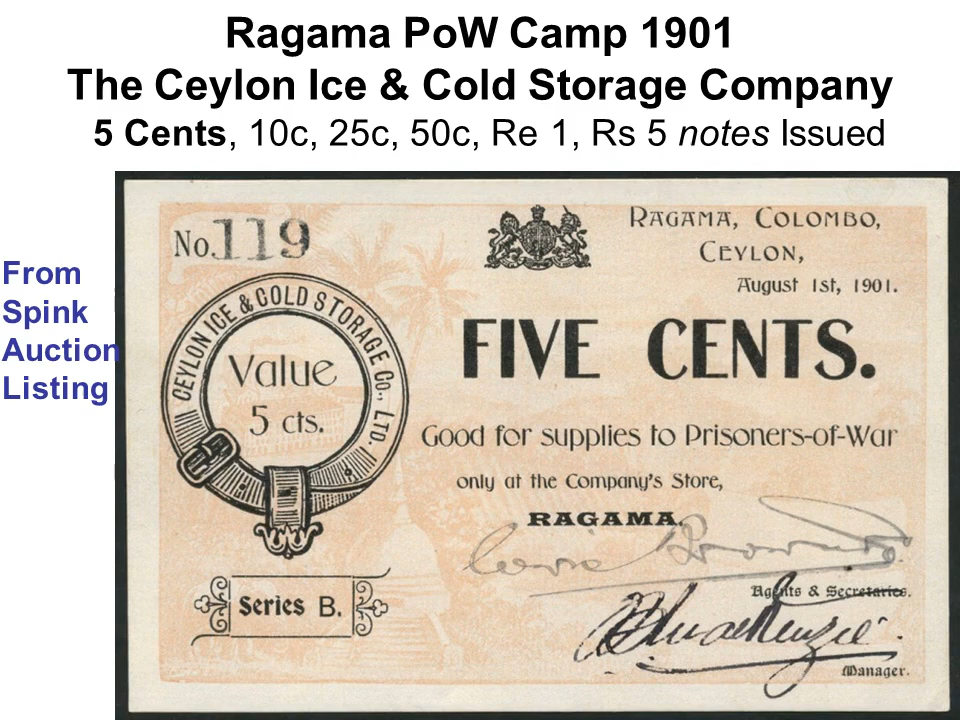 Ragama PoW Camp 1901
The Ceylon Ice & Cold Storage Company
5 Cents, 10c, 25c, 50c, Re 1, Rs 5 notes Issued
From
Spink
Auction
Listing
No. 119
RAGAMA, COLOMBO,
CEYLON,
August 1st, 1901.
CEYLON ICE & COLD STORAGE Co., LTD.
Value
5 cts.
FIVE CENTS.
Good for supplies to Prisoners-of-War
only at the Company's Store,
RAGAMA.
Agents & Secretaries.
Series B.
Manager.